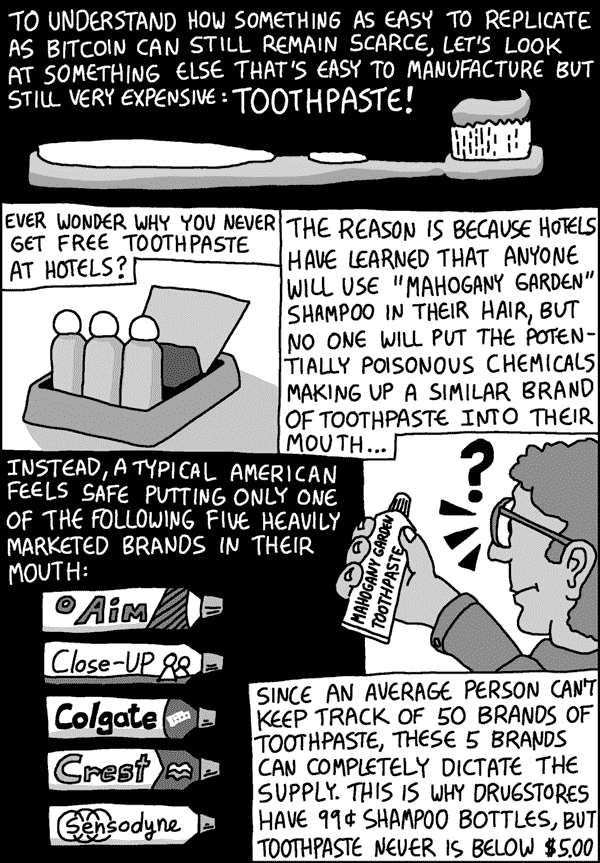 TO UNDERSTAND HOW SOMETHING AS EASY TO REPLICATE
AS BITCOIN CAN STILL REMAIN SCARCE, LET'S LOOK
AT SOMETHING ELSE THAT'S EASY TO MANUFACTURE BUT
STILL VERY EXPENSIVE: TOOTHPASTE!
EVER WONDER WHY YOU NEVER
GET FREE TOOTHPASTE
AT HOTELS?
THE REASON IS BECAUSE HOTELS
HAVE LEARNED THAT ANYONE
WILL USE "MAHOGANY GARDEN"
SHAMPOO IN THEIR HAIR, BUT
NO ONE WILL PUT THE POTEN-
TIALLY POISONOUS CHEMICALS
MAKING UP A SIMILAR BRAND
OF TOOTHPASTE INTO THEIR
MOUTH...
?
MAHOGANY GARDEN
TOOTHPASTE
INSTEAD, A TYPICAL AMERICAN
FEELS SAFE PUTTING ONLY ONE
OF THE FOLLOWING FIVE HEAVILY
MARKETED BRANDS IN THEIR
MOUTH:
Aim
Close-UP
Colgate
Crest
Sensodyne
SINCE AN AVERAGE PERSON CAN'T
KEEP TRACK OF 50 BRANDS OF
TOOTHPASTE, THESE 5 BRANDS
CAN COMPLETELY DICTATE THE
SUPPLY. THIS IS WHY DRUGSTORES
HAVE 99¢ SHAMPOO BOTTLES, BUT
TOOTHPASTE NEVER IS BELOW $5.00